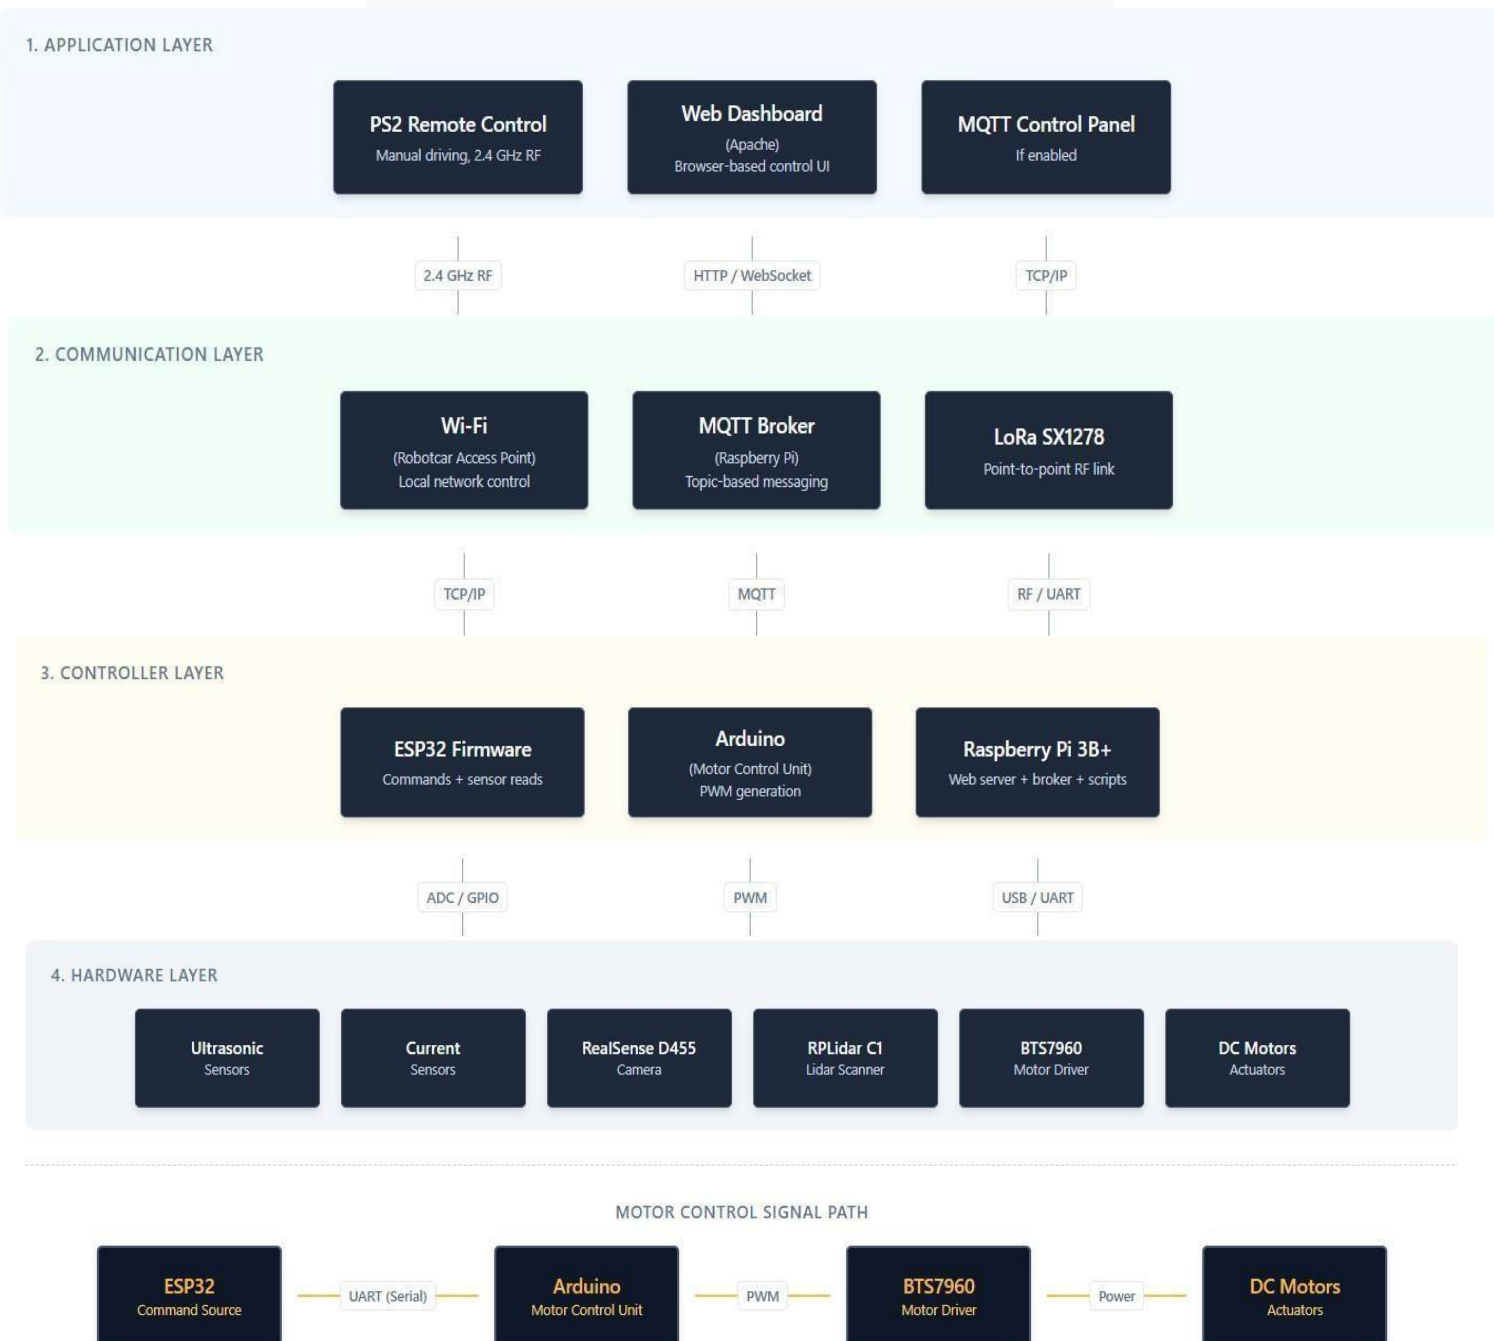 1. APPLICATION LAYER
PS2 Remote Control
Manual driving, 2.4 GHz RF
Web Dashboard
(Apache)
Browser-based control UI
MQTT Control Panel
If enabled
2.4 GHz RF
HTTP / WebSocket
TCP/IP
2. COMMUNICATION LAYER
Wi-Fi
(Robotcar Access Point)
Local network control
MQTT Broker
(Raspberry Pi)
Topic-based messaging
LoRa SX1278
Point-to-point RF link
TCP/IP
MQTT
RF / UART
3. CONTROLLER LAYER
ESP32 Firmware
Commands + sensor reads
Arduino
(Motor Control Unit)
PWM generation
Raspberry Pi 3B+
Web server + broker + scripts
ADC / GPIO
PWM
USB / UART
4. HARDWARE LAYER
Ultrasonic
Sensors
Current
Sensors
RealSense D455
Camera
RPLidar C1
Lidar Scanner
BTS7960
Motor Driver
DC Motors
Actuators
MOTOR CONTROL SIGNAL PATH
ESP32
Command Source
UART (Serial)
Arduino
Motor Control Unit
PWM
BTS7960
Motor Driver
Power
DC Motors
Actuators